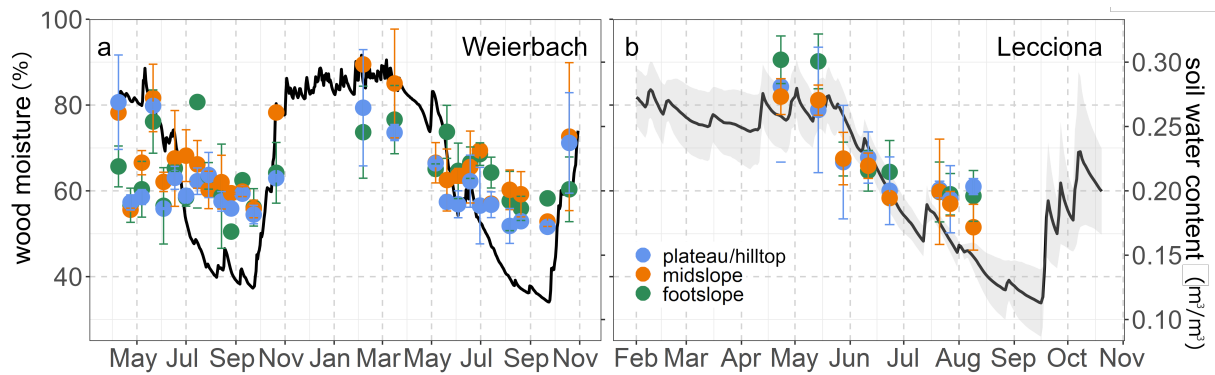 a
Weierbach
b
Lecciona
wood moisture (%)
100
80
60
40
plateau/hilltop
midslope
footslope
0.30
0.25
0.20
0.15
0.10
soil water content (m³/m³)
May Jul Sep Nov Jan Mar May Jul Sep Nov
Feb Mar Apr May Jun Jul Aug Sep Oct Nov